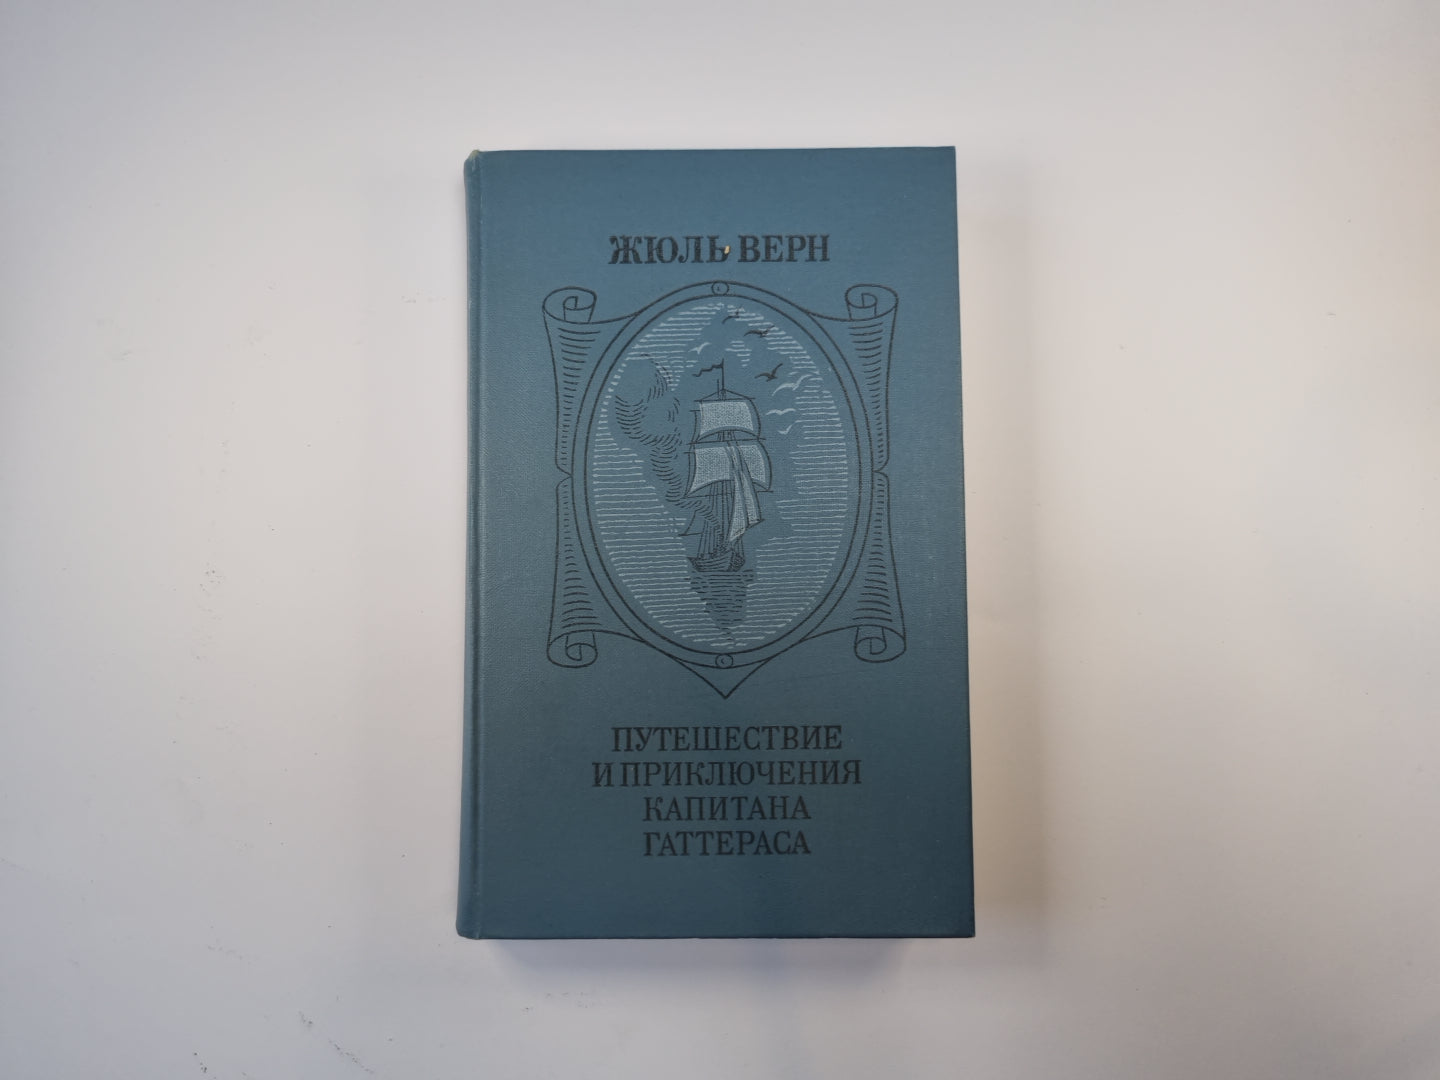 ЖЮЛЬ ВЕРН
ПУТЕШЕСТВИЕ
И ПРИКЛЮЧЕНИЯ
КАПИТАНА
ГАТТЕРАСА